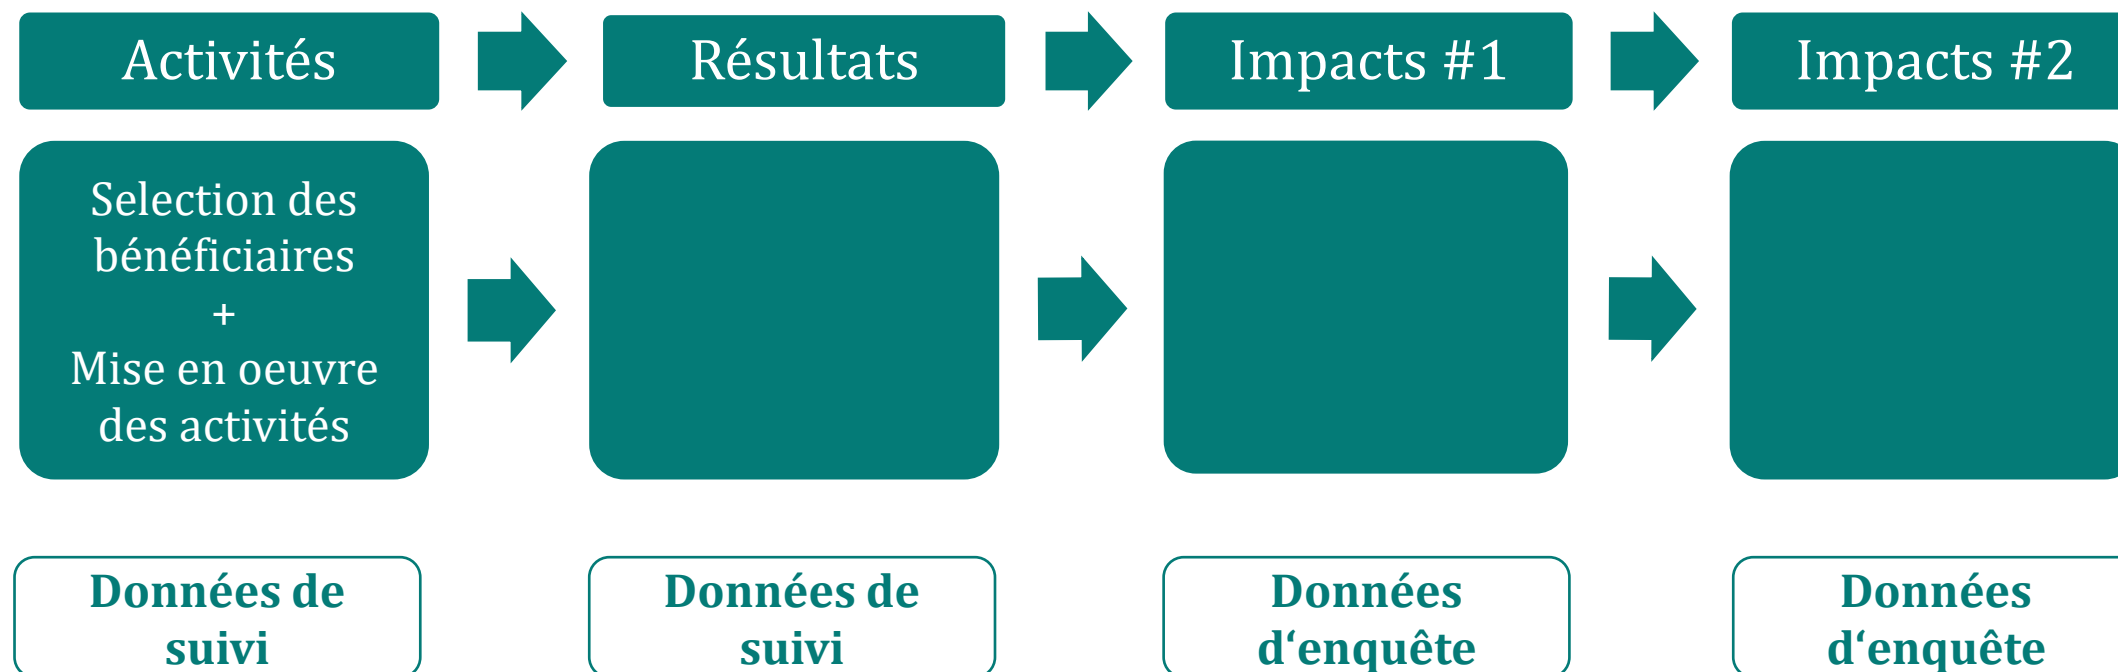 Activités
Résultats
Impacts #1
Impacts #2
Selection des
bénéficiaires
+
Mise en oeuvre
des activités
Données de
suivi
Données de
suivi
Données
d‘enquête
Données
d‘enquête